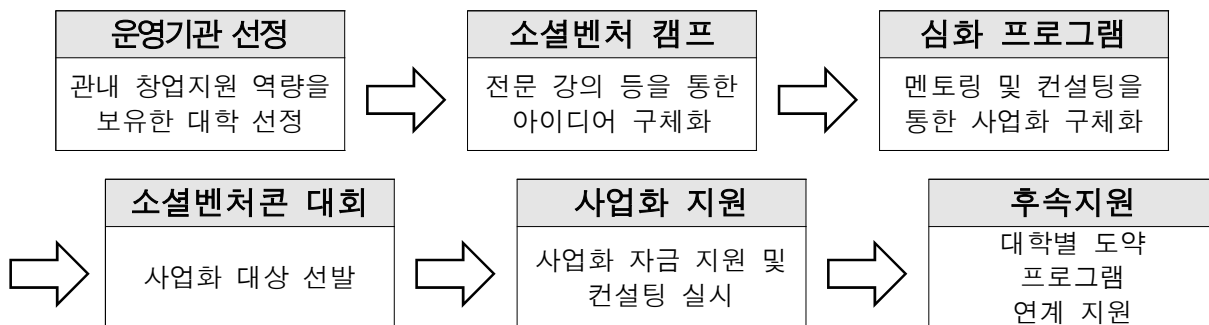 운영기관 선정
관내 창업지원 역량을
보유한 대학 선정
소셜벤처 캠프
전문 강의 등을 통한
아이디어 구체화
심화 프로그램
멘토링 및 컨설팅을
통한 사업화 구체화
소셜벤처콘 대회
사업화 대상 선발
사업화 지원
사업화 자금 지원 및
컨설팅 실시
후속지원
대학별 도약
프로그램
연계 지원